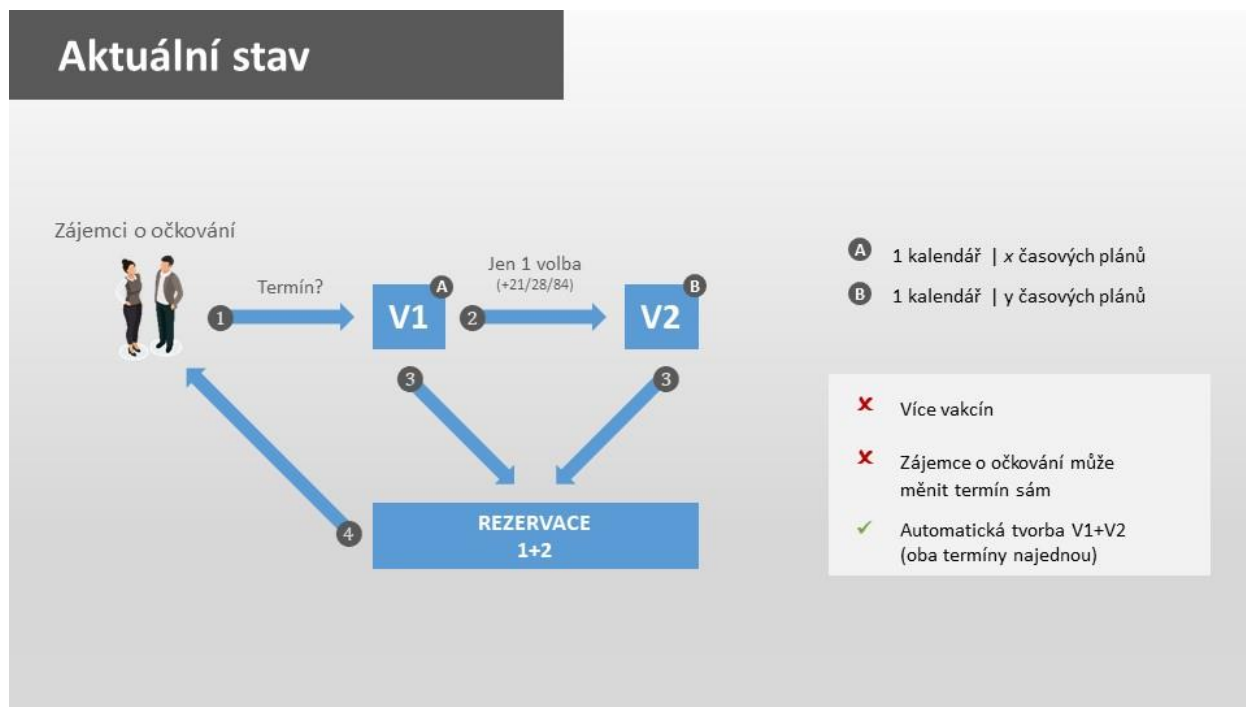 Aktuální stav
Zájemci o očkování
Termín?
Jen 1 volba
(+21/28/84)
1
V1
A
2
V2
B
3
3
4
REZERVACE
1+2
A 1 kalendář | x časových plánů
B 1 kalendář | y časových plánů
✘ Více vakcín
✘ Zájemce o očkování může
měnit termín sám
✓ Automatická tvorba V1+V2
(oba termíny najednou)